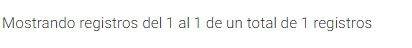 Mostrando registros del 1 al 1 de un total de 1 registros